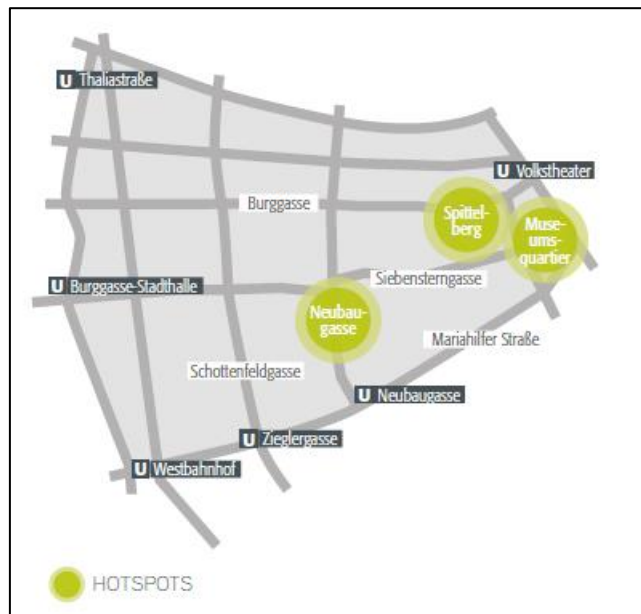 U Thaliastraße
U Volkstheater
Burggasse
Spittel-
berg
Muse-
ums-
quartier
Siebensterngasse
U Burggasse-Stadthalle
Neubau-
gasse
Mariahilfer Straße
Schottenfeldgasse
U Neubaugasse
U Zieglergasse
U Westbahnhof
HOTSPOTS